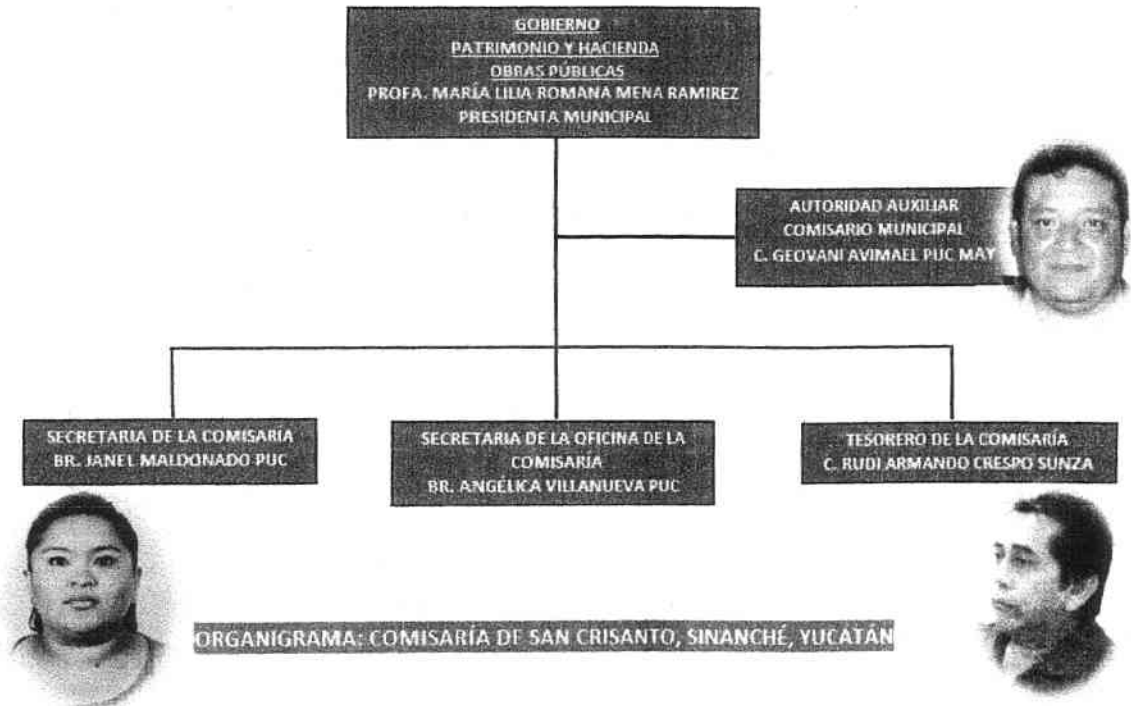 GOBIERNO
PATRIMONIO Y HACIENDA
OBRAS PÚBLICAS
PROFA. MARÍA LILIA ROMANA MENA RAMIREZ
PRESIDENTA MUNICIPAL
AUTORIDAD AUXILIAR
COMISARIO MUNICIPAL
C. GEOVANI AVIMAEL PUC MAY
SECRETARIA DE LA COMISARÍA
BR. JANEL MALDONADO PUC
SECRETARIA DE LA OFICINA DE LA
COMISARIA
BR. ANGÉLICA VILLANUEVA PUC
TESORERO DE LA COMISARÍA
C. RUDI ARMANDO CRESPO SUNZA
ORGANIGRAMA: COMISARÍA DE SAN CRISANTO, SINANCHÉ, YUCATÁN